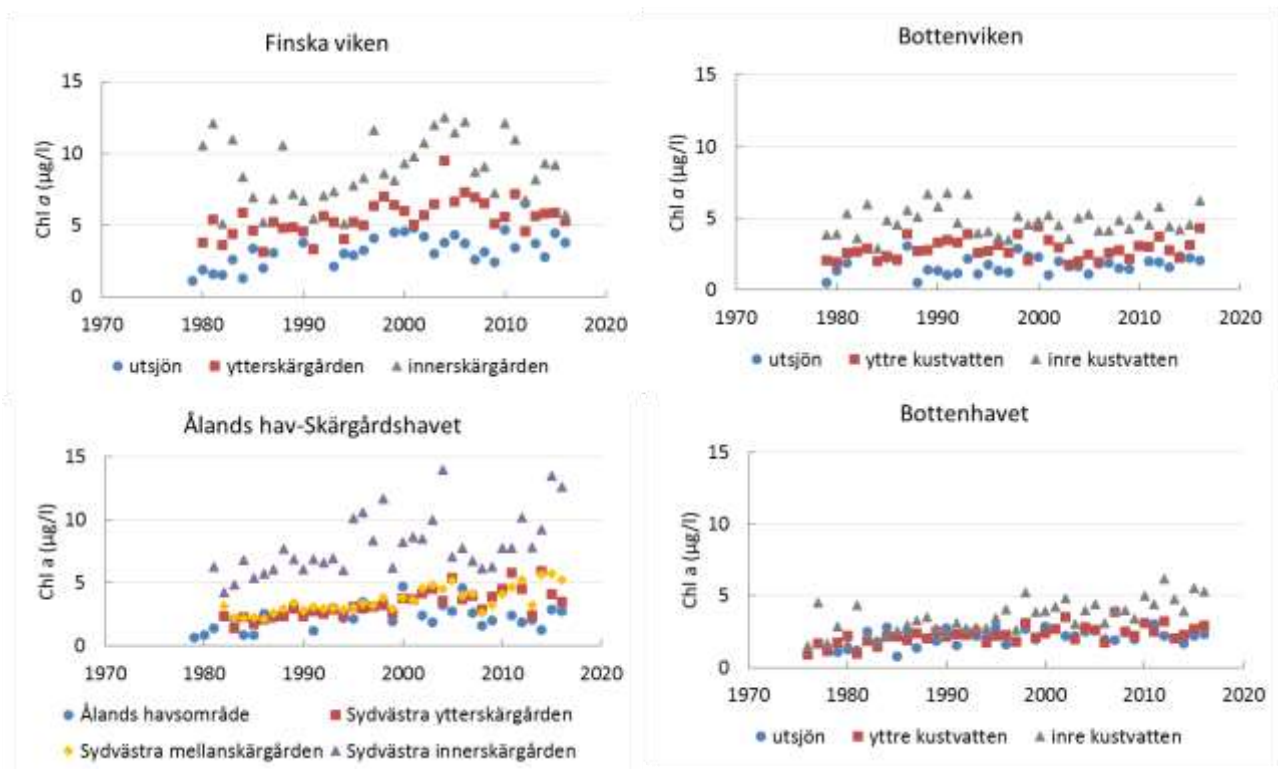 Finska viken
Chl a (µg/l)
15
10
5
0
1970 1980 1990 2000 2010 2020
utsjön ytterskärgården innerskärgården
Bottenviken
Chl a (µg/l)
15
10
5
0
1970 1980 1990 2000 2010 2020
utsjön yttre kustvatten inre kustvatten
Ålands hav-Skärgårdshavet
Chl a (µg/l)
15
10
5
0
1970 1980 1990 2000 2010 2020
Ålands havsområde Sydvästra ytterskärgården
Sydvästra mellanskärgården Sydvästra innerskärgården
Bottenhavet
Chl a (µg/l)
15
10
5
0
1970 1980 1990 2000 2010 2020
utsjön yttre kustvatten inre kustvatten